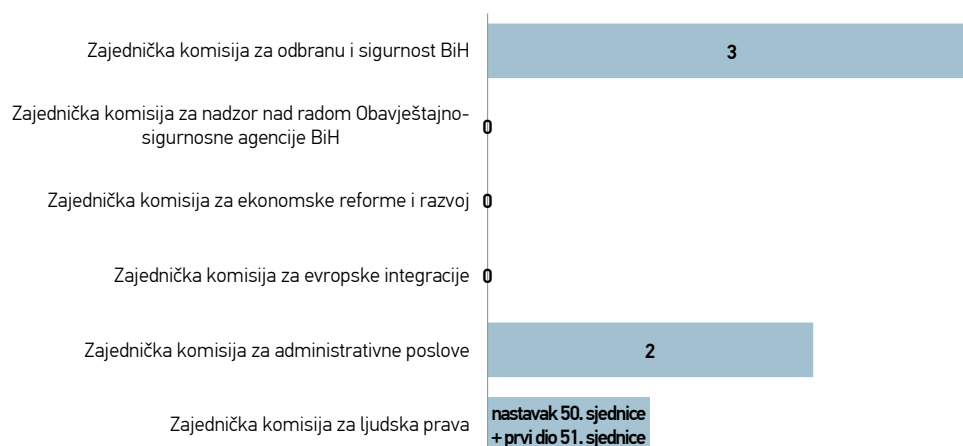 Zajednička komisija za odbranu i sigurnost BiH
3
Zajednička komisija za nadzor nad radom Obavještajno-
sigurnosne agencije BiH
0
Zajednička komisija za ekonomske reforme i razvoj
0
Zajednička komisija za evropske integracije
0
Zajednička komisija za administrativne poslove
2
Zajednička komisija za ljudska prava
nastavak 50. sjednice
+ prvi dio 51. sjednice